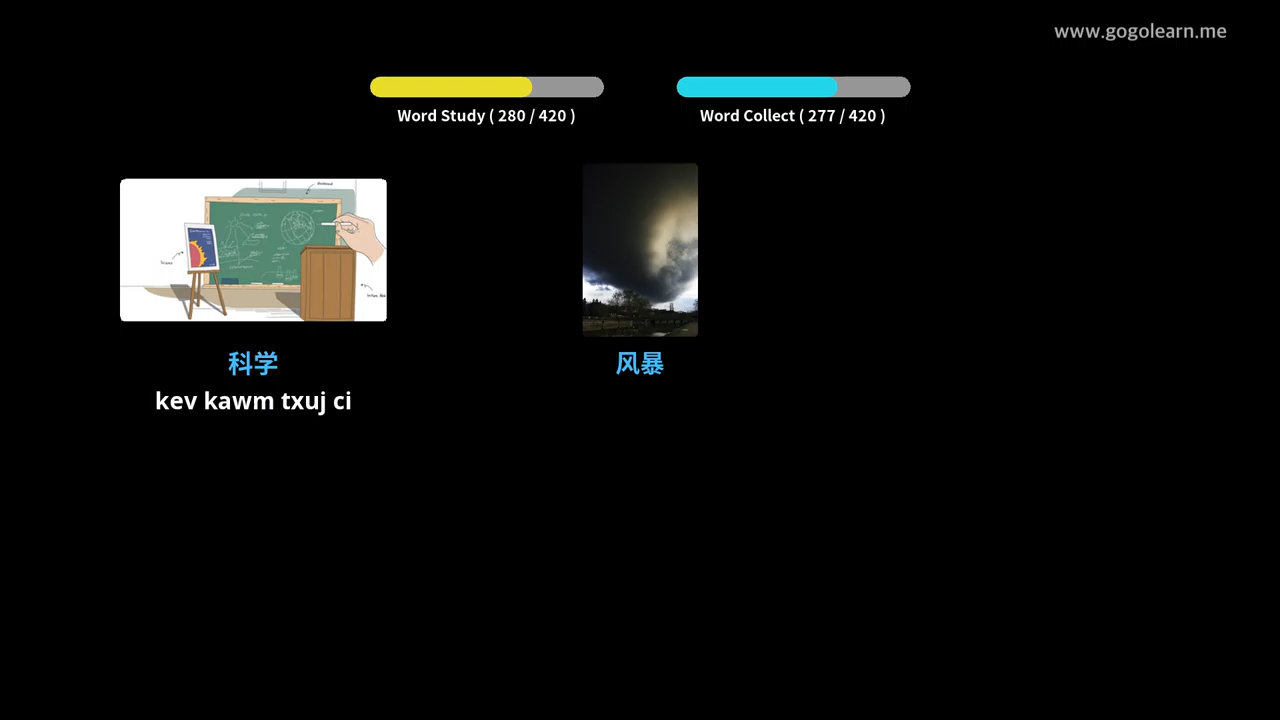 www.gogolearn.me
Word Study ( 280 / 420 )
Word Collect ( 277 / 420 )
科学
风暴
kev kawm txuj ci